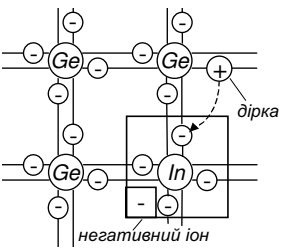 - -
Ge - - Ge +
- -
дірка
- -
Ge - - In -
- - -
негативний іон